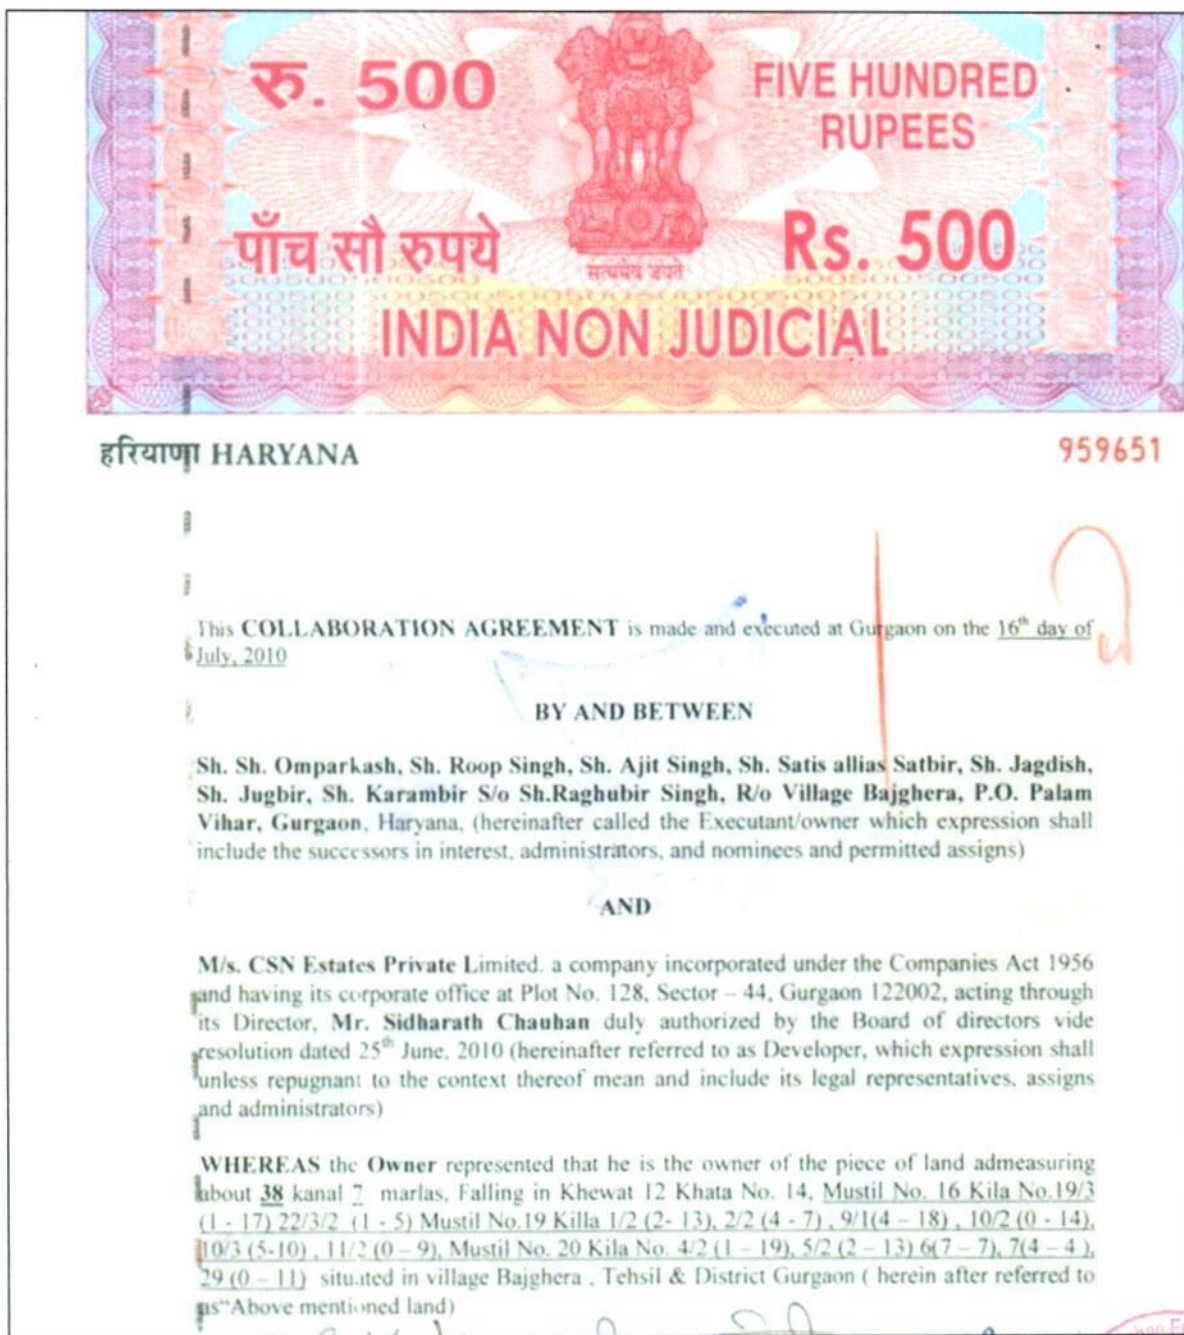 रु. 500
FIVE HUNDRED
RUPEES
पाँच सौ रुपये
सत्यमेव जयते
Rs. 500
INDIA NON JUDICIAL
हरियाणा HARYANA
959651
This COLLABORATION AGREEMENT is made and executed at Gurgaon on the 16th day of
July, 2010
BY AND BETWEEN
Sh. Sh. Omparkash, Sh. Roop Singh, Sh. Ajit Singh, Sh. Satis allias Satbir, Sh. Jagdish,
Sh. Jugbir, Sh. Karambir S/o Sh.Raghubir Singh, R/o Village Bajghera, P.O. Palam
Vihar, Gurgaon, Haryana, (hereinafter called the Executant/owner which expression shall
include the successors in interest, administrators, and nominees and permitted assigns)
AND
M/s. CSN Estates Private Limited. a company incorporated under the Companies Act 1956
and having its corporate office at Plot No. 128, Sector – 44, Gurgaon 122002, acting through
its Director, Mr. Sidharath Chauhan duly authorized by the Board of directors vide
resolution dated 25th June, 2010 (hereinafter referred to as Developer, which expression shall
unless repugnant to the context thereof mean and include its legal representatives, assigns
and administrators)
WHEREAS the Owner represented that he is the owner of the piece of land admeasuring
about 38 kanal 7 marlas, Falling in Khewat 12 Khata No. 14, Mustil No. 16 Kila No.19/3
(1 - 17) 22/3/2 (1 - 5) Mustil No.19 Killa 1/2 (2- 13), 2/2 (4 - 7) , 9/1(4 – 18) , 10/2 (0 - 14),
10/3 (5-10) , 11/2 (0 – 9), Mustil No. 20 Kila No. 4/2 (1 – 19), 5/2 (2 – 13) 6(7 – 7), 7(4 – 4 ),
29 (0 – 11) situated in village Bajghera , Tehsil & District Gurgaon ( herein after referred to
as“Above mentioned land)